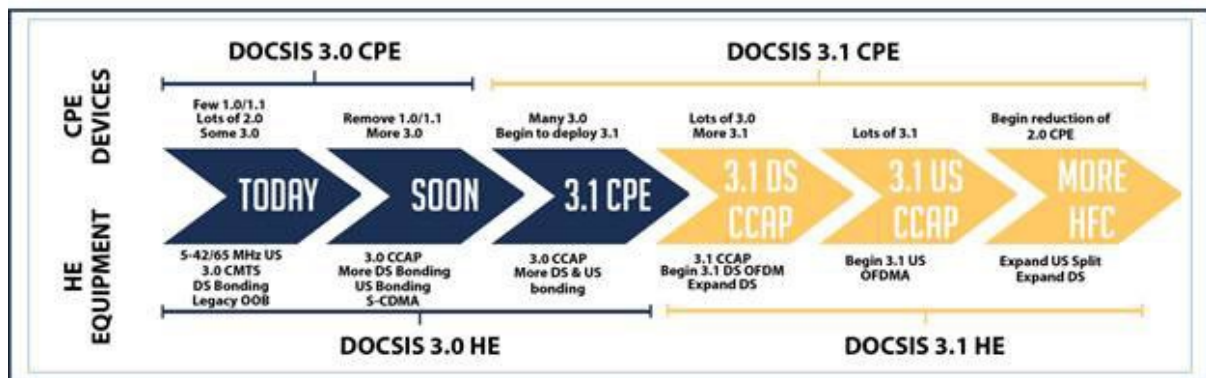 DOCSIS 3.0 CPE
DOCSIS 3.1 CPE
CPE
DEVICES
Few 1.0/1.1
Lots of 2.0
Some 3.0
Remove 1.0/1.1
More 3.0
Many 3.0
Begin to deploy 3.1
Lots of 3.0
More 3.1
Lots of 3.1
Begin reduction of
2.0 CPE
TODAY
SOON
3.1 CPE
3.1 DS
CCAP
3.1 US
CCAP
MORE
HFC
HE
EQUIPMENT
5-42/65 MHz US
3.0 CMTS
DS Bonding
Legacy OOB
3.0 CCAP
More DS Bonding
US Bonding
S-CDMA
3.0 CCAP
More DS & US
bonding
3.1 CCAP
Begin 3.1 DS OFDM
Expand DS
Begin 3.1 US
OFDMA
Expand US Split
Expand DS
DOCSIS 3.0 HE
DOCSIS 3.1 HE